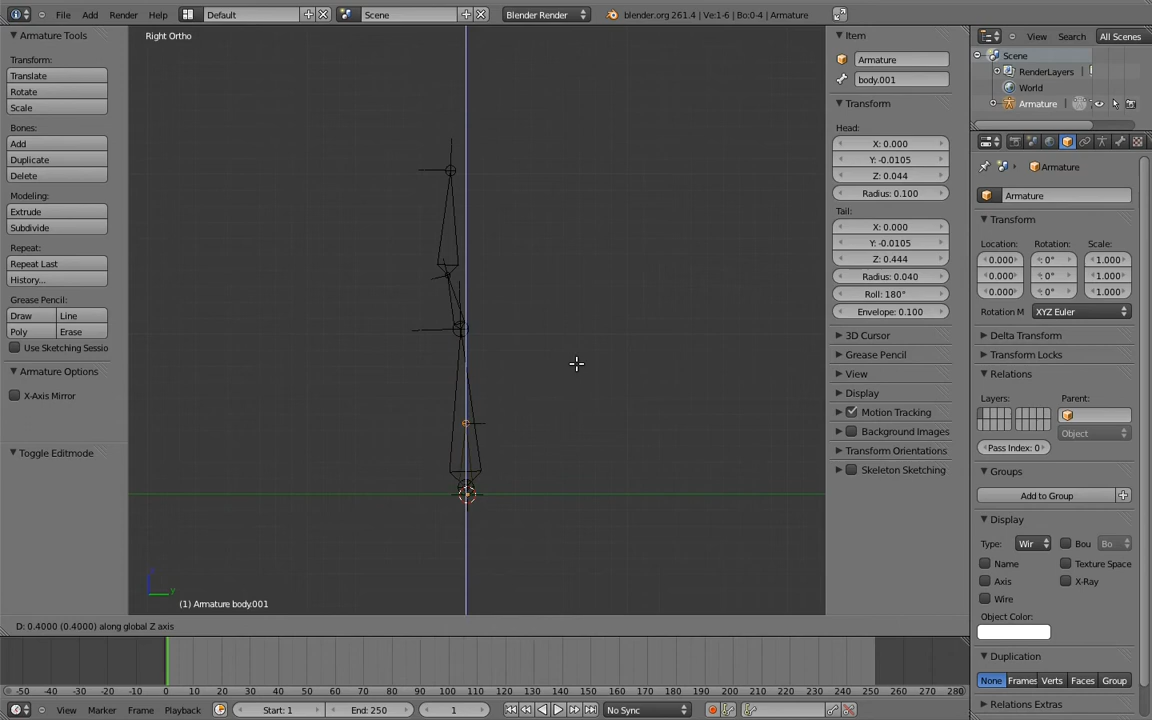 File Add Render Help Default Scene Blender Render blender.org 261.4 | Ve:1-6 | Bo:0-4 | Armature
Armature Tools
Transform:
Translate
Rotate
Scale
Bones:
Add
Duplicate
Delete
Modeling:
Extrude
Subdivide
Repeat:
Repeat Last
History...
Grease Pencil:
Draw Line
Poly Erase
Use Sketching Sessio
Armature Options
X-Axis Mirror
Toggle Editmode
Right Ortho
y
(1) Armature body.001
D: 0.4000 (0.4000) along global Z axis
Item
Armature
body.001
Transform
Head:
X: 0.000
Y: -0.0105
Z: 0.044
Radius: 0.100
Tail:
X: 0.000
Y: -0.0105
Z: 0.444
Radius: 0.040
Roll: 180°
Envelope: 0.100
3D Cursor
Grease Pencil
View
Display
Motion Tracking
Background Images
Transform Orientations
Skeleton Sketching
View Search All Scenes
Scene
RenderLayers
World
Armature
Armature
Armature
Transform
Location: Rotation: Scale:
0.000 0° 1.000
0.000 0° 1.000
0.000 0° 1.000
Rotation M XYZ Euler
Delta Transform
Transform Locks
Relations
Layers: Parent:
Object
Pass Index: 0
Groups
Add to Group
Display
Type: Wir Bou Bo
Name Texture Space
Axis X-Ray
Wire
Object Color:
Duplication
None Frames Verts Faces Group
Relations Extras
-50 -40 -30 -20 -10 0 10 20 30 40 50 60 70 80 90 100 110 120 130 140 150 160 170 180 190 200 210 220 230 240 250 260 270 280
View Marker Frame Playback Start: 1 End: 250 1 No Sync